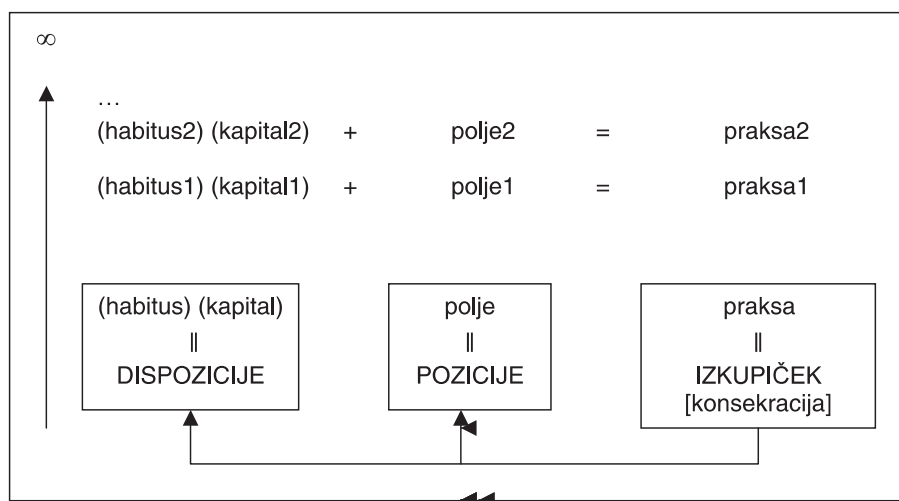 ∞
…
(habitus2) (kapital2) + polje2 = praksa2
(habitus1) (kapital1) + polje1 = praksa1
(habitus) (kapital) polje praksa
|| || ||
DISPOZICIJE POZICIJE IZKUPIČEK
[konsekracija]